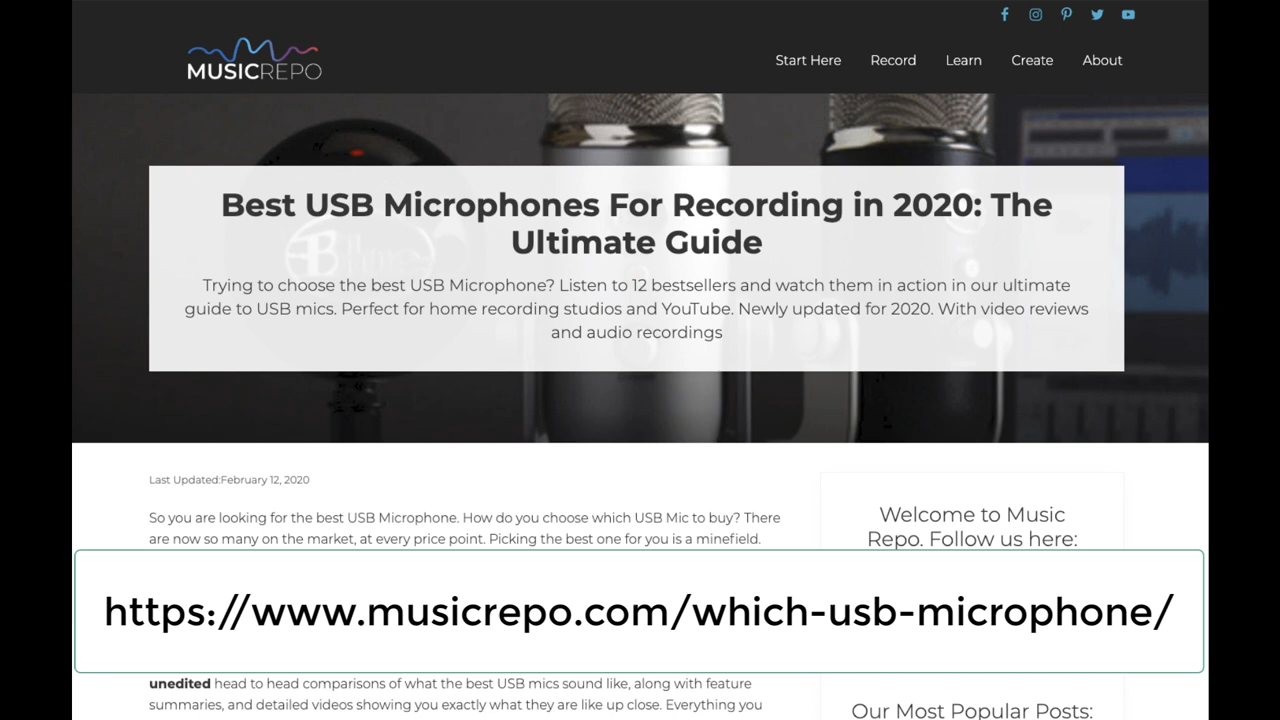 MUSICREPO
Start Here Record Learn Create About
Best USB Microphones For Recording in 2020: The
Ultimate Guide
Trying to choose the best USB Microphone? Listen to 12 bestsellers and watch them in action in our ultimate
guide to USB mics. Perfect for home recording studios and YouTube. Newly updated for 2020. With video reviews
and audio recordings
Last Updated:February 12, 2020
So you are looking for the best USB Microphone. How do you choose which USB Mic to buy? There
are now so many on the market, at every price point. Picking the best one for you is a minefield.
Welcome to Music
Repo. Follow us here:
https://www.musicrepo.com/which-usb-microphone/
unedited head to head comparisons of what the best USB mics sound like, along with feature
summaries, and detailed videos showing you exactly what they are like up close. Everything you
Our Most Popular Posts: